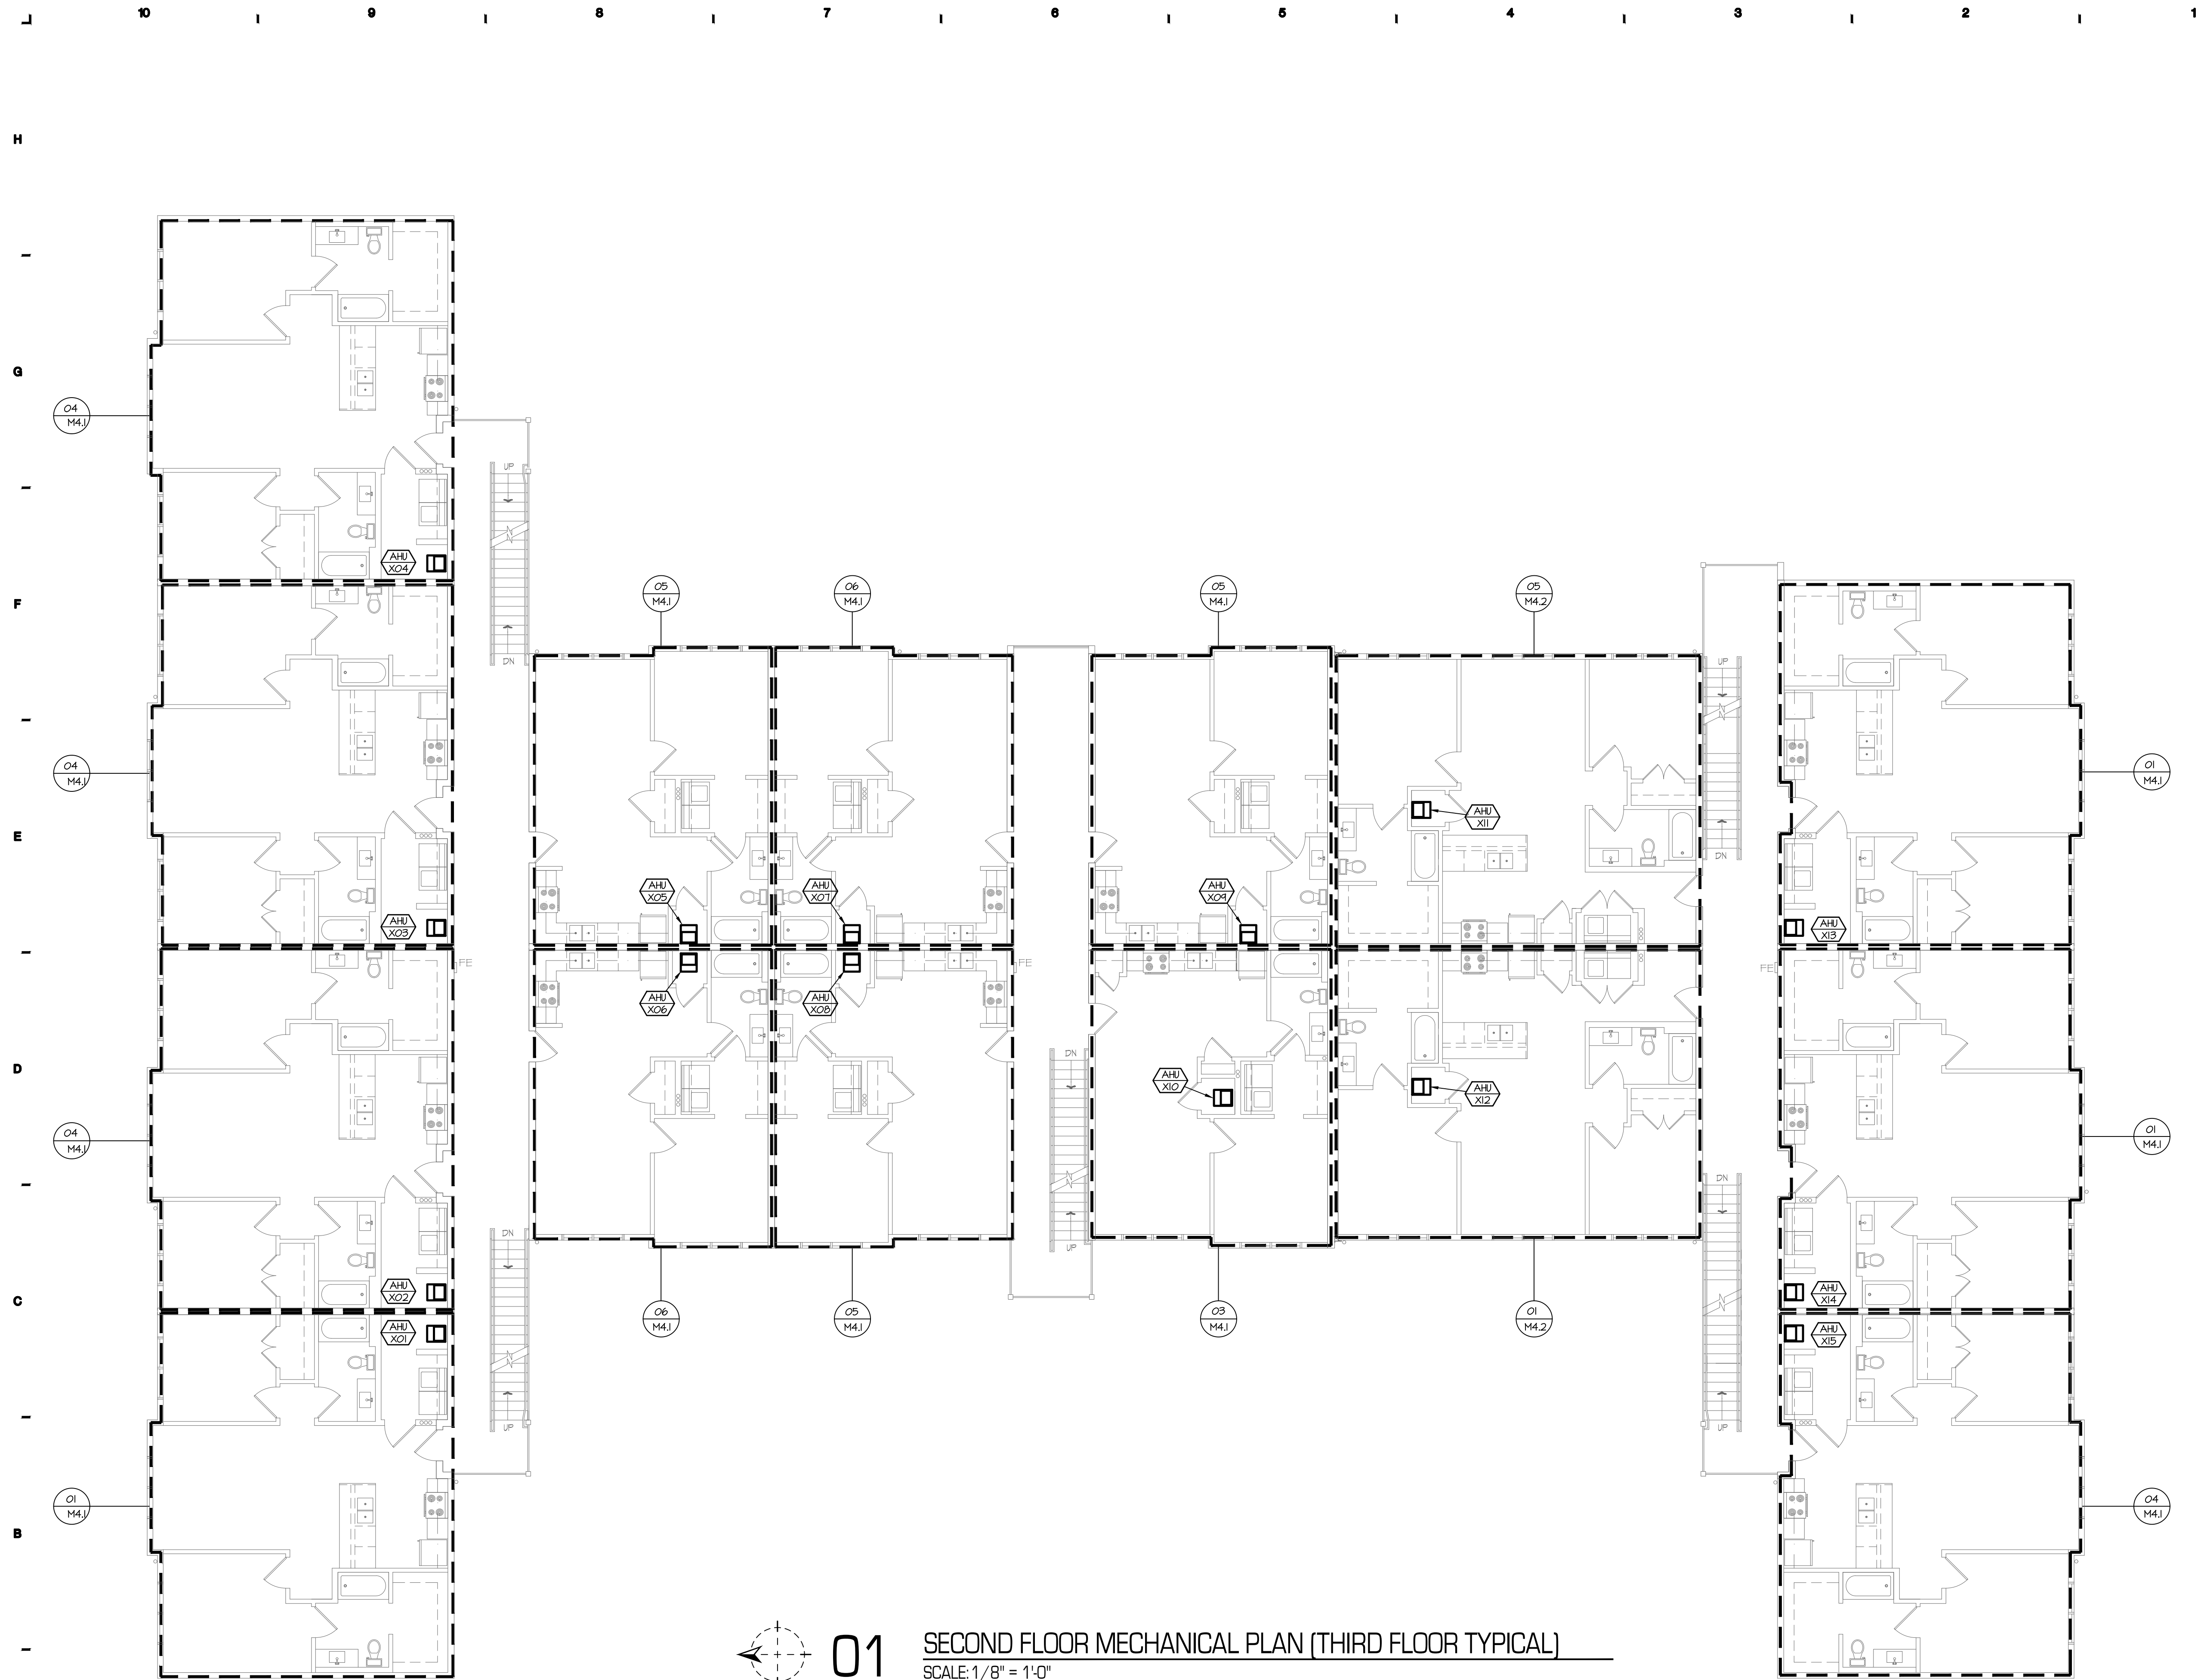 10 9 8 7 6 5 4 3 2 1
H
G
04
M4.1
UP
AHU
X04
F
05
M4.1
06
M4.1
05
M4.1
05
M4.2
DN
UP
04
M4.1
01
M4.1
AHU
X11
E
DN
AHU
X05
AHU
X07
AHU
X09
AHU
X03
AHU
X13
FE
FE
FE
AHU
X06
AHU
X08
D
DN
AHU
X10
AHU
X12
04
M4.1
01
M4.1
DN
DN
UP
C
AHU
X02
AHU
X14
06
M4.1
05
M4.1
03
M4.1
01
M4.2
AHU
X01
AHU
X15
UP
UP
01
M4.1
04
M4.1
B
01
SECOND FLOOR MECHANICAL PLAN (THIRD FLOOR TYPICAL)
SCALE: 1/8" = 1'-0"